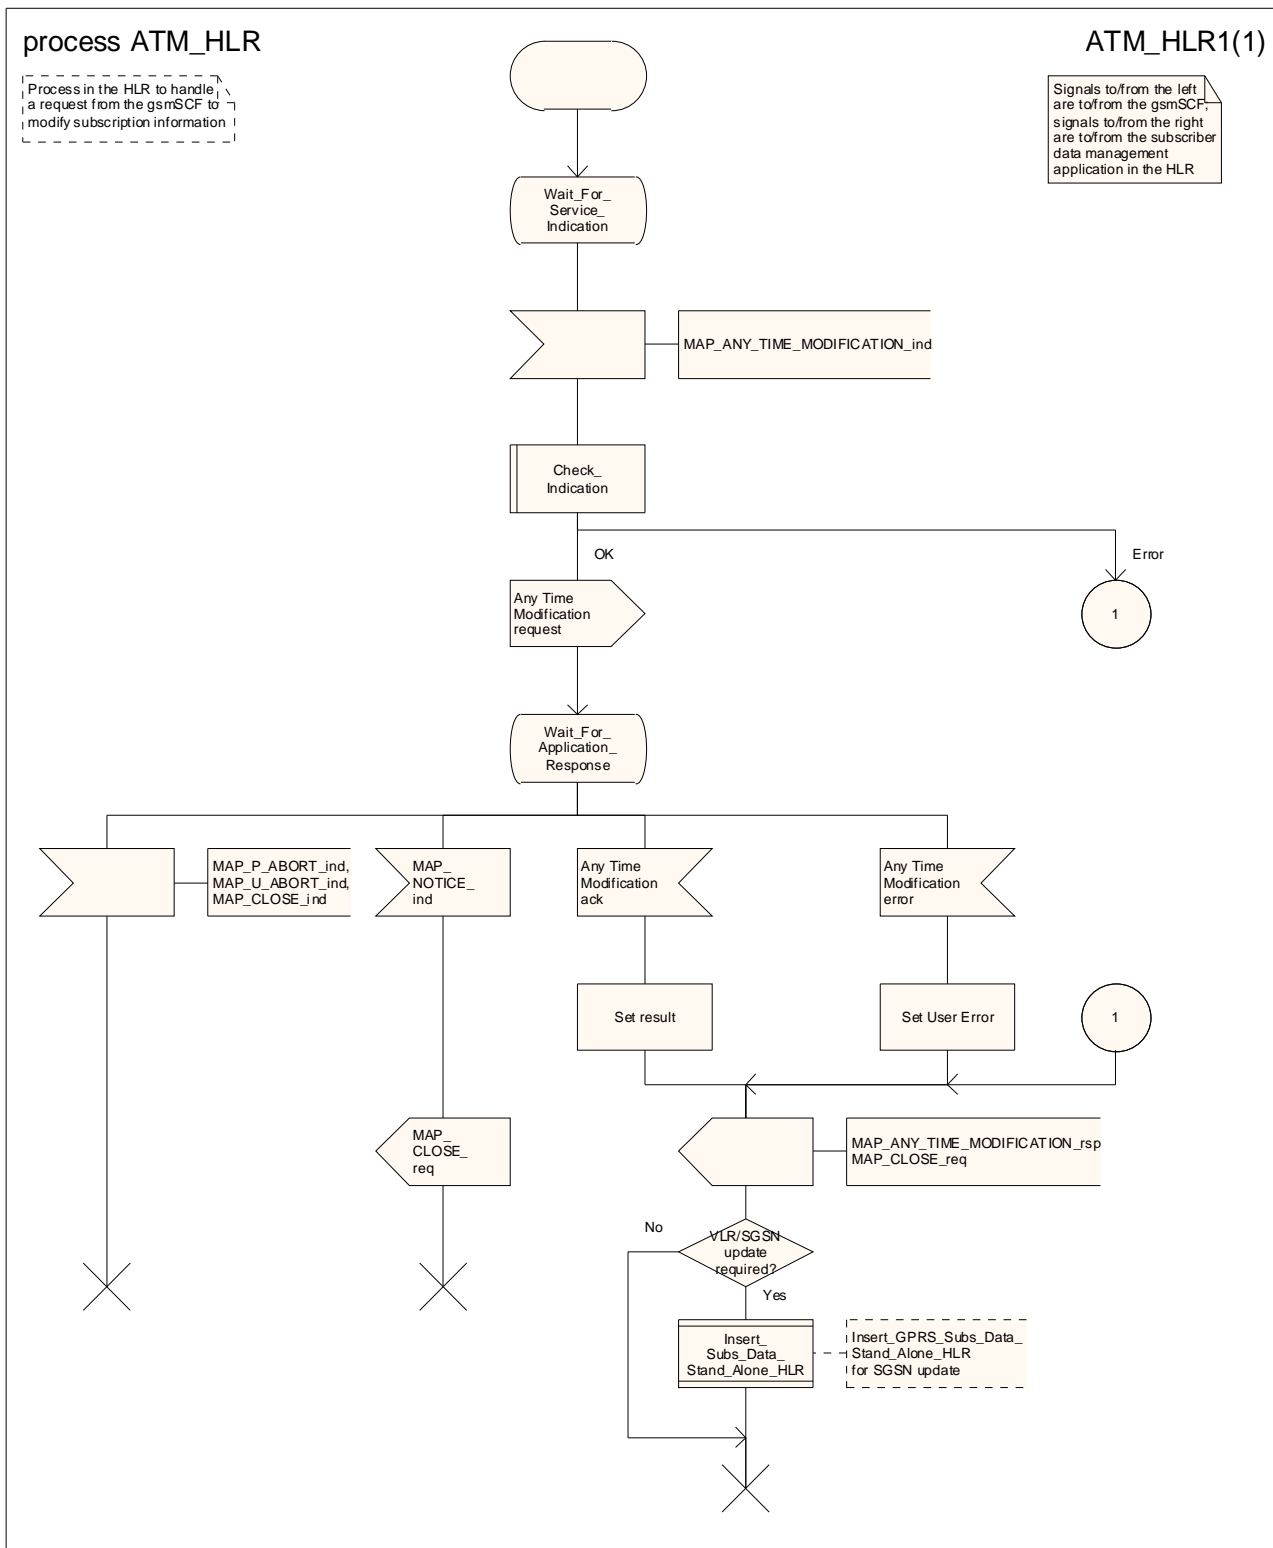 process ATM_HLR
ATM_HLR1(1)
Process in the HLR to handle
a request from the gsmSCF to
modify subscription information
Signals to/from the left
are to/from the gsmSCF;
signals to/from the right
are to/from the subscriber
data management
application in the HLR
Wait_For_
Service_
Indication
MAP_ANY_TIME_MODIFICATION_ind
Check_
Indication
OK
Error
Any Time
Modification
request
1
Wait_For_
Application_
Response
MAP_P_ABORT_ind,
MAP_U_ABORT_ind,
MAP_CLOSE_ind
MAP_
NOTICE_
ind
Any Time
Modification
ack
Any Time
Modification
error
Set result
Set User Error
1
MAP_
CLOSE_
req
MAP_ANY_TIME_MODIFICATION_rsp
MAP_CLOSE_req
No
VLR/SGSN
update
required?
Yes
Insert_
Subs_Data_
Stand_Alone_HLR
Insert_GPRS_Subs_Data_
Stand_Alone_HLR
for SGSN update